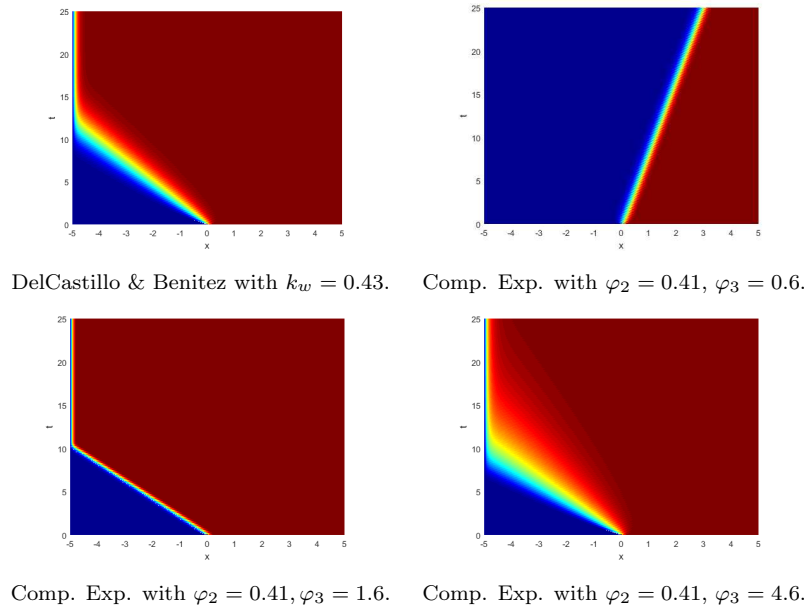 25
20
15
10
5
0
t
-5 -4 -3 -2 -1 0 1 2 3 4 5
x
25
20
15
10
5
0
t
-5 -4 -3 -2 -1 0 1 2 3 4 5
x
DelCastillo & Benitez with $k_w = 0.43$.
Comp. Exp. with $\varphi_2 = 0.41$, $\varphi_3 = 0.6$.
25
20
15
10
5
0
t
-5 -4 -3 -2 -1 0 1 2 3 4 5
x
25
20
15
10
5
0
t
-5 -4 -3 -2 -1 0 1 2 3 4 5
x
Comp. Exp. with $\varphi_2 = 0.41, \varphi_3 = 1.6$.
Comp. Exp. with $\varphi_2 = 0.41$, $\varphi_3 = 4.6$.